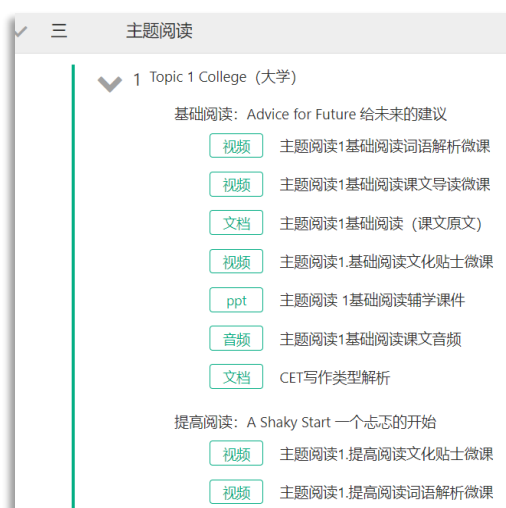 三 主题阅读
1 Topic 1 College（大学）
基础阅读：Advice for Future 给未来的建议
视频 主题阅读1基础阅读词语解析微课
视频 主题阅读1基础阅读课文导读微课
文档 主题阅读1基础阅读（课文原文）
视频 主题阅读1.基础阅读文化贴士微课
ppt 主题阅读 1基础阅读辅学课件
音频 主题阅读1基础阅读课文音频
文档 CET写作类型解析
提高阅读：A Shaky Start 一个忐忑的开始
视频 主题阅读1.提高阅读文化贴士微课
视频 主题阅读1.提高阅读词语解析微课